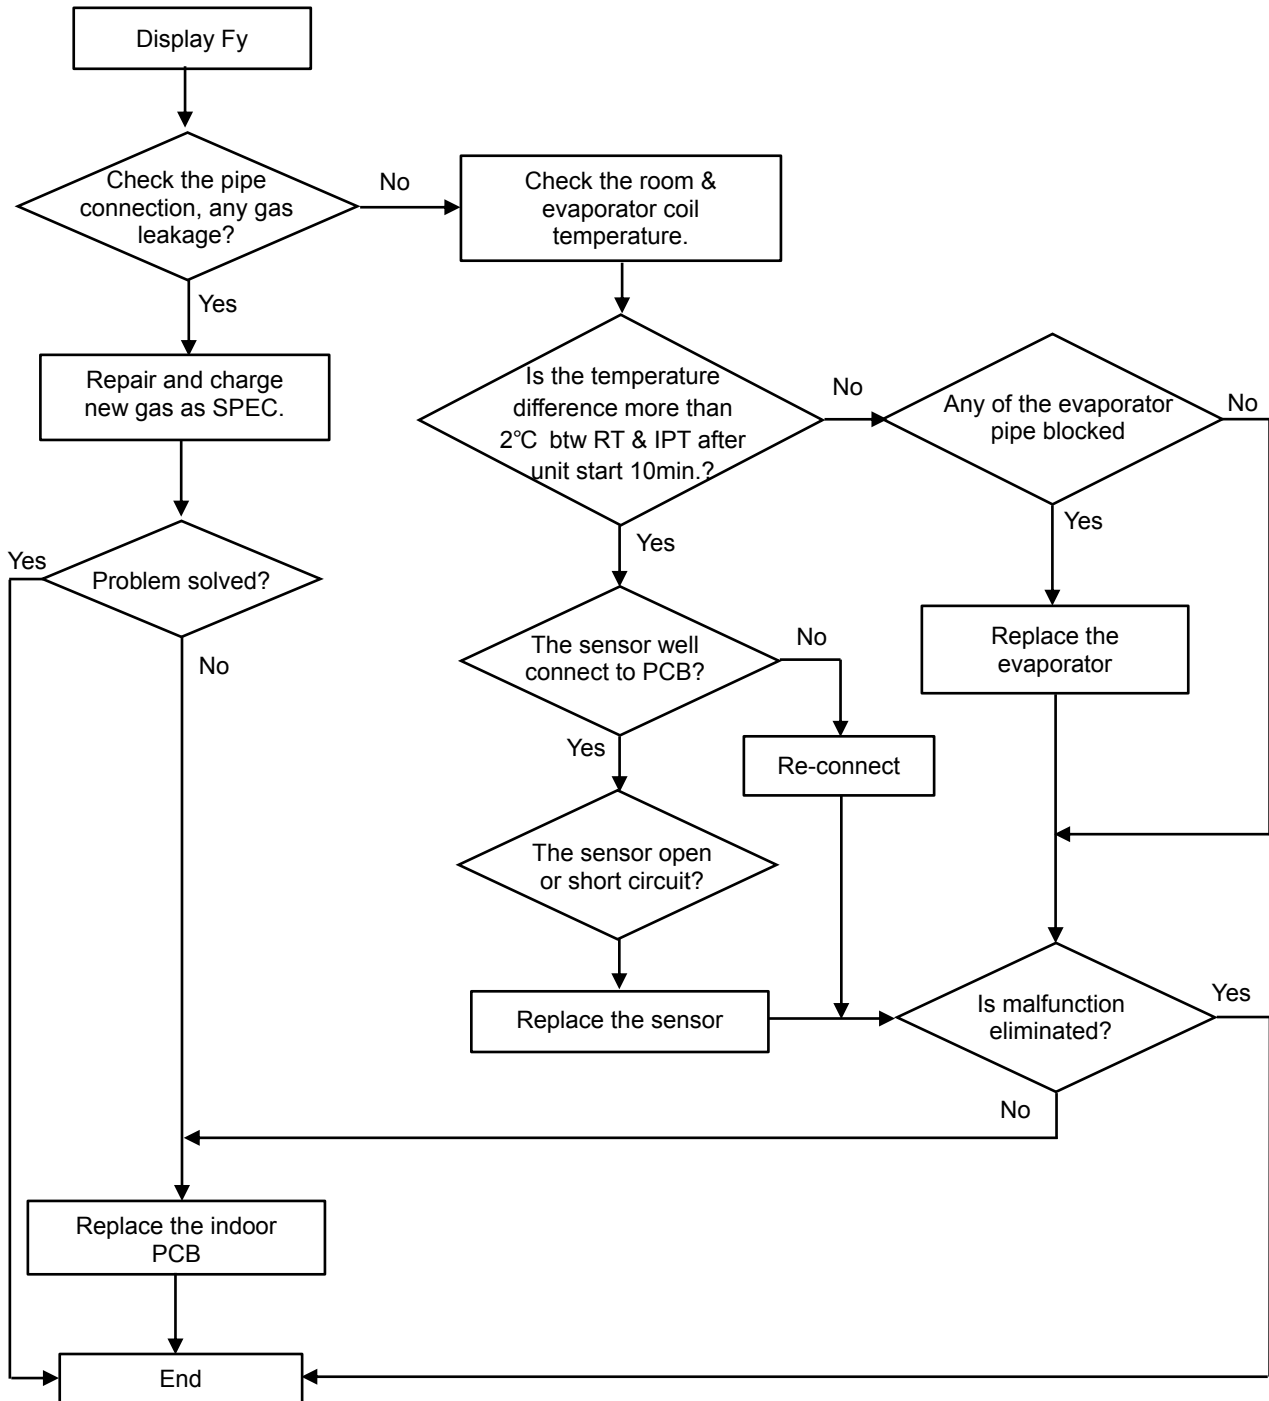 Display Fy
Check the pipe
connection, any gas
leakage?
No
Check the room &
evaporator coil
temperature.
Yes
Repair and charge
new gas as SPEC.
Is the temperature
difference more than
2℃ btw RT & IPT after
unit start 10min.?
No
Any of the evaporator
pipe blocked
No
Yes
Problem solved?
Yes
No
Yes
The sensor well
connect to PCB?
No
Replace the
evaporator
Yes
Re-connect
The sensor open
or short circuit?
Replace the sensor
Is malfunction
eliminated?
Yes
No
Replace the indoor
PCB
End